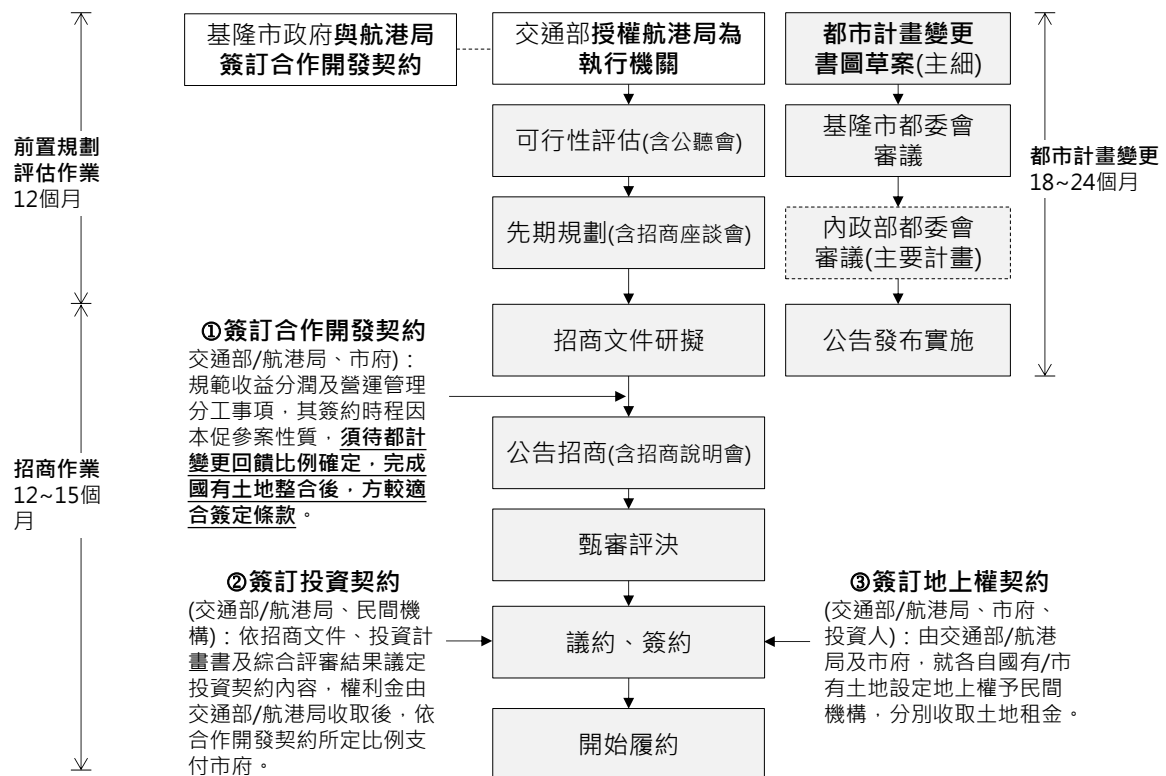 基隆市政府與航港局
簽訂合作開發契約
交通部授權航港局為
執行機關
都市計畫變更
書圖草案(主細)
可行性評估(含公聽會)
基隆市都委會
審議
前置規劃
評估作業
12個月
都市計畫變更
18~24個月
先期規劃(含招商座談會)
內政部都委會
審議(主要計畫)
招商文件研擬
公告發布實施
①簽訂合作開發契約
交通部/航港局、市府)：
規範收益分潤及營運管理
分工事項，其簽約時程因
本促參案性質，須待都計
變更回饋比例確定，完成
國有土地整合後，方較適
合簽定條款。
公告招商(含招商說明會)
招商作業
12~15個
月
甄審評決
②簽訂投資契約
(交通部/航港局、民間機
構)：依招商文件、投資計
畫書及綜合評審結果議定
投資契約內容，權利金由
交通部/航港局收取後，依
合作開發契約所定比例支
付市府。
議約、簽約
③簽訂地上權契約
(交通部/航港局、市府、
投資人)：由交通部/航港
局及市府，就各自國有/市
有土地設定地上權予民間
機構，分別收取土地租金。
開始履約